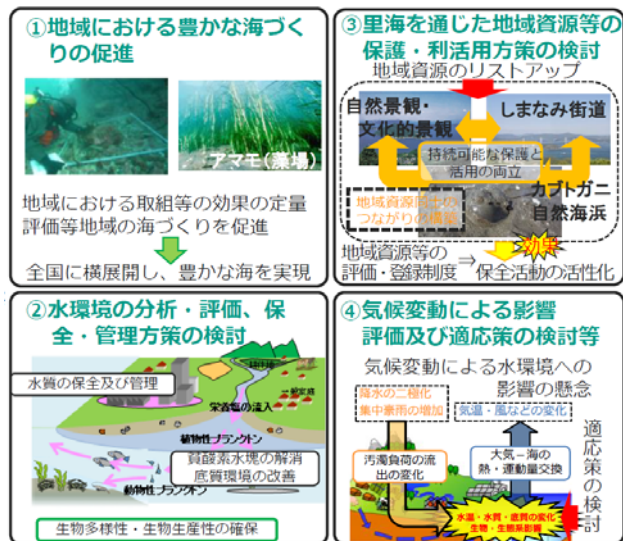 ①地域における豊かな海づく
りの促進
アマモ(藻場)
地域における取組等の効果の定量
評価等地域の海づくりを促進
全国に横展開し、豊かな海を実現
③里海を通じた地域資源等の
保護・利活用方策の検討
地域資源のリストアップ
自然景観・
文化的景観
しまなみ街道
持続可能な保護と
活用の両立
地域資源同士の
つながりの構築
カブトガニ
自然海浜
効果
地域資源等の
評価・登録制度
⇒
保全活動の活性化
②水環境の分析・評価、保
全・管理方策の検討
水質の保全及び管理
栄養塩の流入
植物性プランクトン
貧酸素水塊の解消
底質環境の改善
動物性プランクトン
生物多様性・生物生産性の確保
④気候変動による影響
評価及び適応策の検討等
気候変動による水環境への
影響の懸念
降水の二極化
集中豪雨の増加
気温・風などの変化
汚濁負荷の流
出の変化
大気-海の
熱・運動量交換
適応策の検討
水温・水質・底質の変化
生物・生態系影響